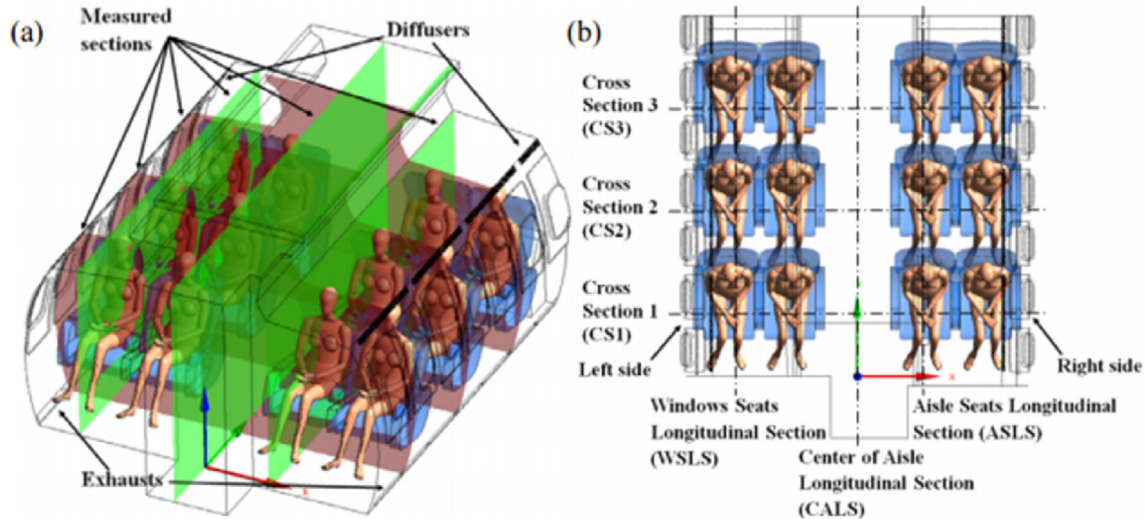 (a)
Measured
sections
Diffusers
Exhausts
x
(b)
Cross
Section 3
(CS3)
Cross
Section 2
(CS2)
Cross
Section 1
(CS1)
Left side
Right side
x
Windows Seats
Longitudinal Section
(WSLS)
Center of Aisle
Longitudinal Section
(CALS)
Aisle Seats Longitudinal
Section (ASLS)